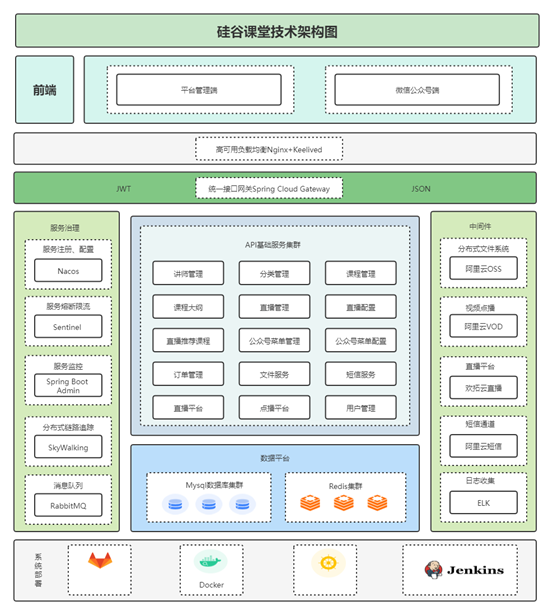 硅谷课堂技术架构图
前端
平台管理端
微信公众号端
高可用负载均衡Nginx+Keelived
JWT
统一接口网关Spring Cloud Gateway
JSON
服务治理
服务注册、配置
Nacos
服务熔断限流
Sentinel
服务监控
Spring Boot
Admin
分布式链路追踪
SkyWalking
消息队列
RabbitMQ
API基础服务集群
讲师管理
分类管理
课程管理
课程大纲
直播管理
直播配置
直播推荐课程
公众号菜单管理
公众号菜单配置
订单管理
文件服务
短信服务
直播平台
点播平台
用户管理
数据平台
Mysql数据库集群
Redis集群
中间件
分布式文件系统
阿里云OSS
视频点播
阿里云VOD
直播平台
欢拓云直播
短信通道
阿里云短信
日志收集
ELK
系统部署
Docker
Jenkins